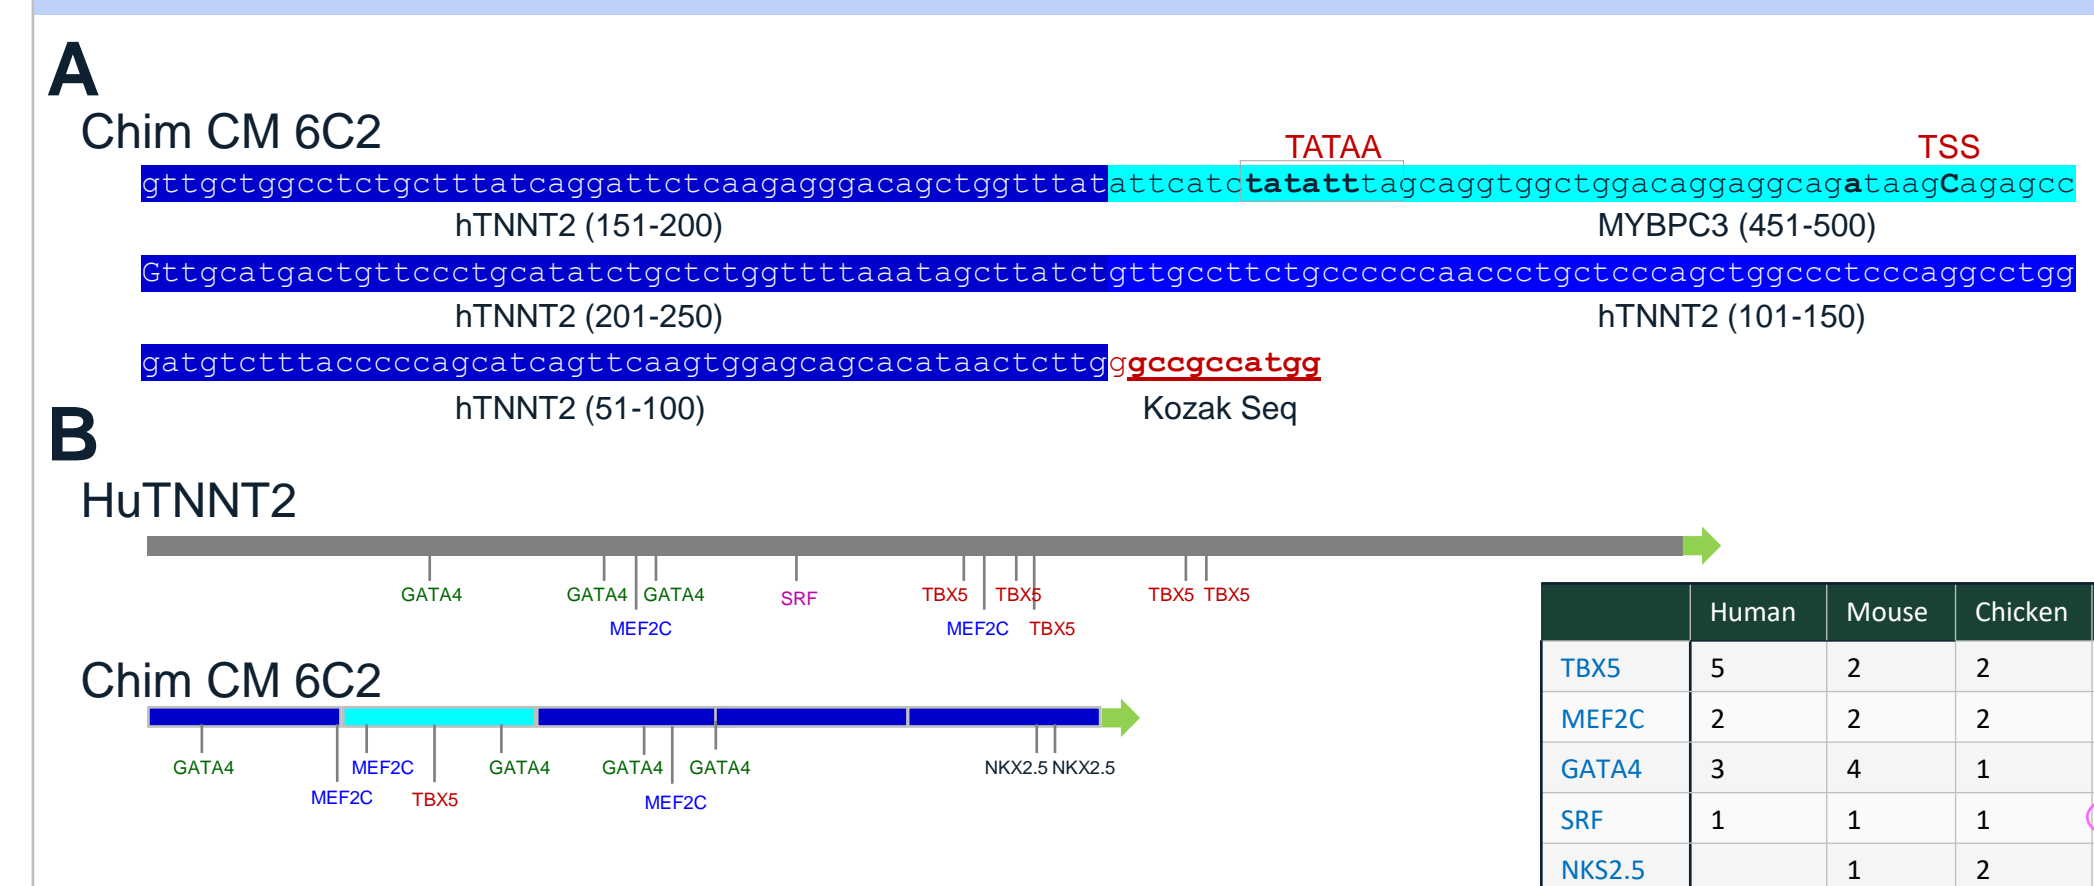 A
Chim CM 6C2
TATAA TSS
gttgctggcctctgctttatcaggattctcaagagggacagctggtttatattcatctatatttagcaggtggctggacaggaggcagataagCagagcc
hTNNT2 (151-200) MYBPC3 (451-500)
Gttgcatgactgttccctgcatatctgctctggttttaaatagcttatctgttgccttctgcccccccaaccctgctcccagctggccctcccaggcctgg
hTNNT2 (201-250) hTNNT2 (101-150)
gatgtctttacccccagcatcagttcaagtggagcagcacataactcttgggccgccatgg
hTNNT2 (51-100) Kozak Seq
B
HuTNNT2
GATA4 GATA4 GATA4 SRF TBX5 TBX5 TBX5 TBX5
MEF2C MEF2C TBX5
Chim CM 6C2
GATA4 MEF2C GATA4 GATA4 GATA4 NKX2.5 NKX2.5
MEF2C TBX5 MEF2C
Human Mouse Chicken
TBX5 5 2 2
MEF2C 2 2 2
GATA4 3 4 1
SRF 1 1 1
NKS2.5 1 2